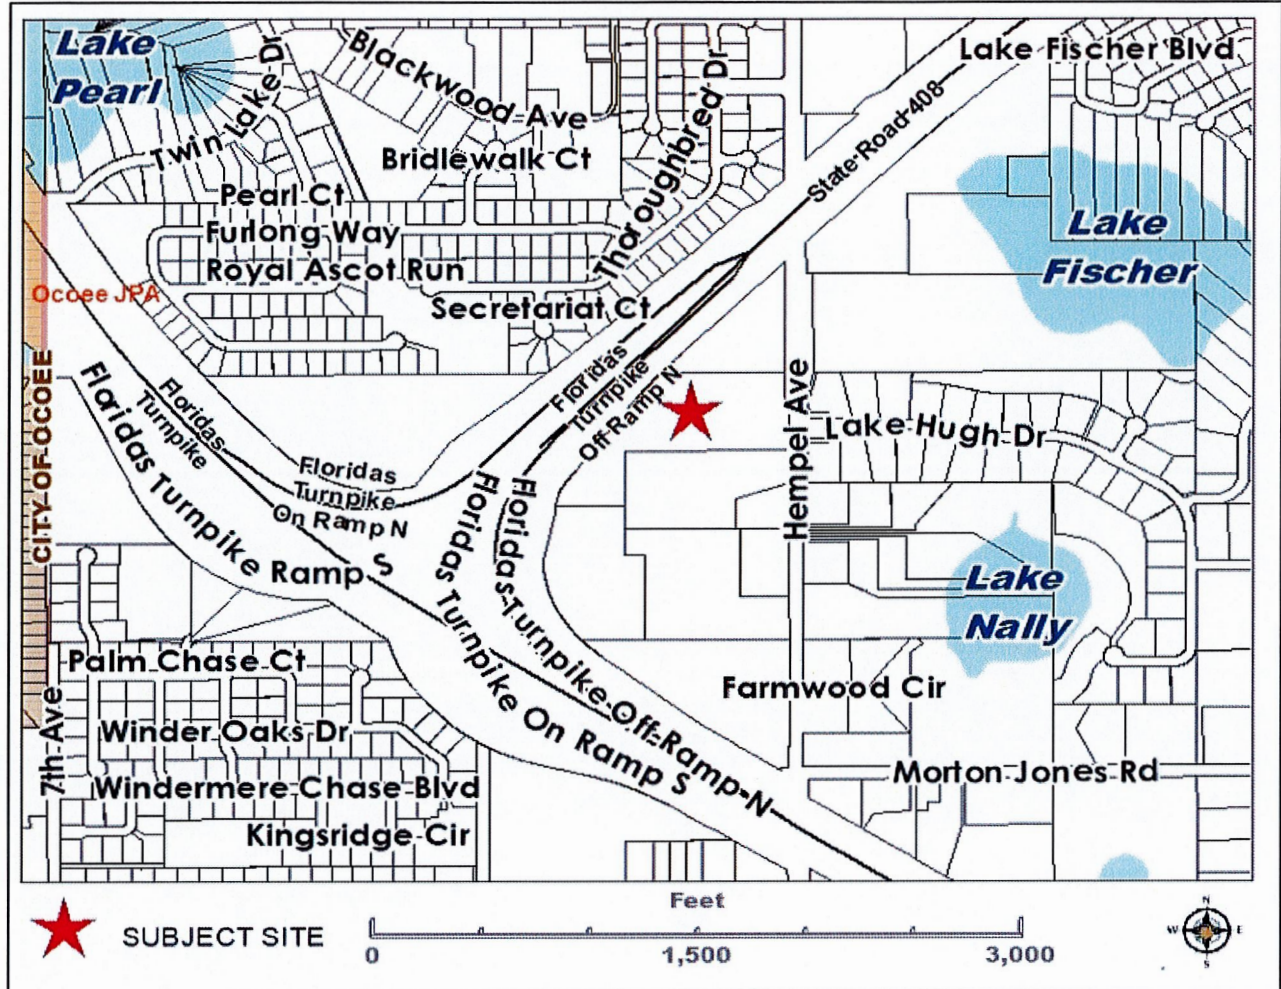 Lake
Pearl
Blackwood Ave
Lake Fischer Blvd
Twin Lake Dr
Bridlewalk Ct
Thoroughbred Dr
State Road 408
Pearl Ct
Furlong Way
Royal Ascot Run
Lake
Fischer
Ocoee JPA
Secretariat Ct
CITY OF OCOEE
Floridas
Turnpike
Floridas
Turnpike
Off Ramp N
Floridas Turnpike Ramp S
Floridas
Turnpike
On Ramp N
Hempel Ave
Lake Hugh Dr
Floridas Turnpike On Ramp S
Floridas Turnpike Off Ramp N
Lake
Nally
Palm Chase Ct
Farmwood Cir
7th Ave
Winder Oaks Dr
Windermere Chase Blvd
Morton Jones Rd
Kingsridge Cir
SUBJECT SITE
Feet
0 1,500 3,000
N
W E
S